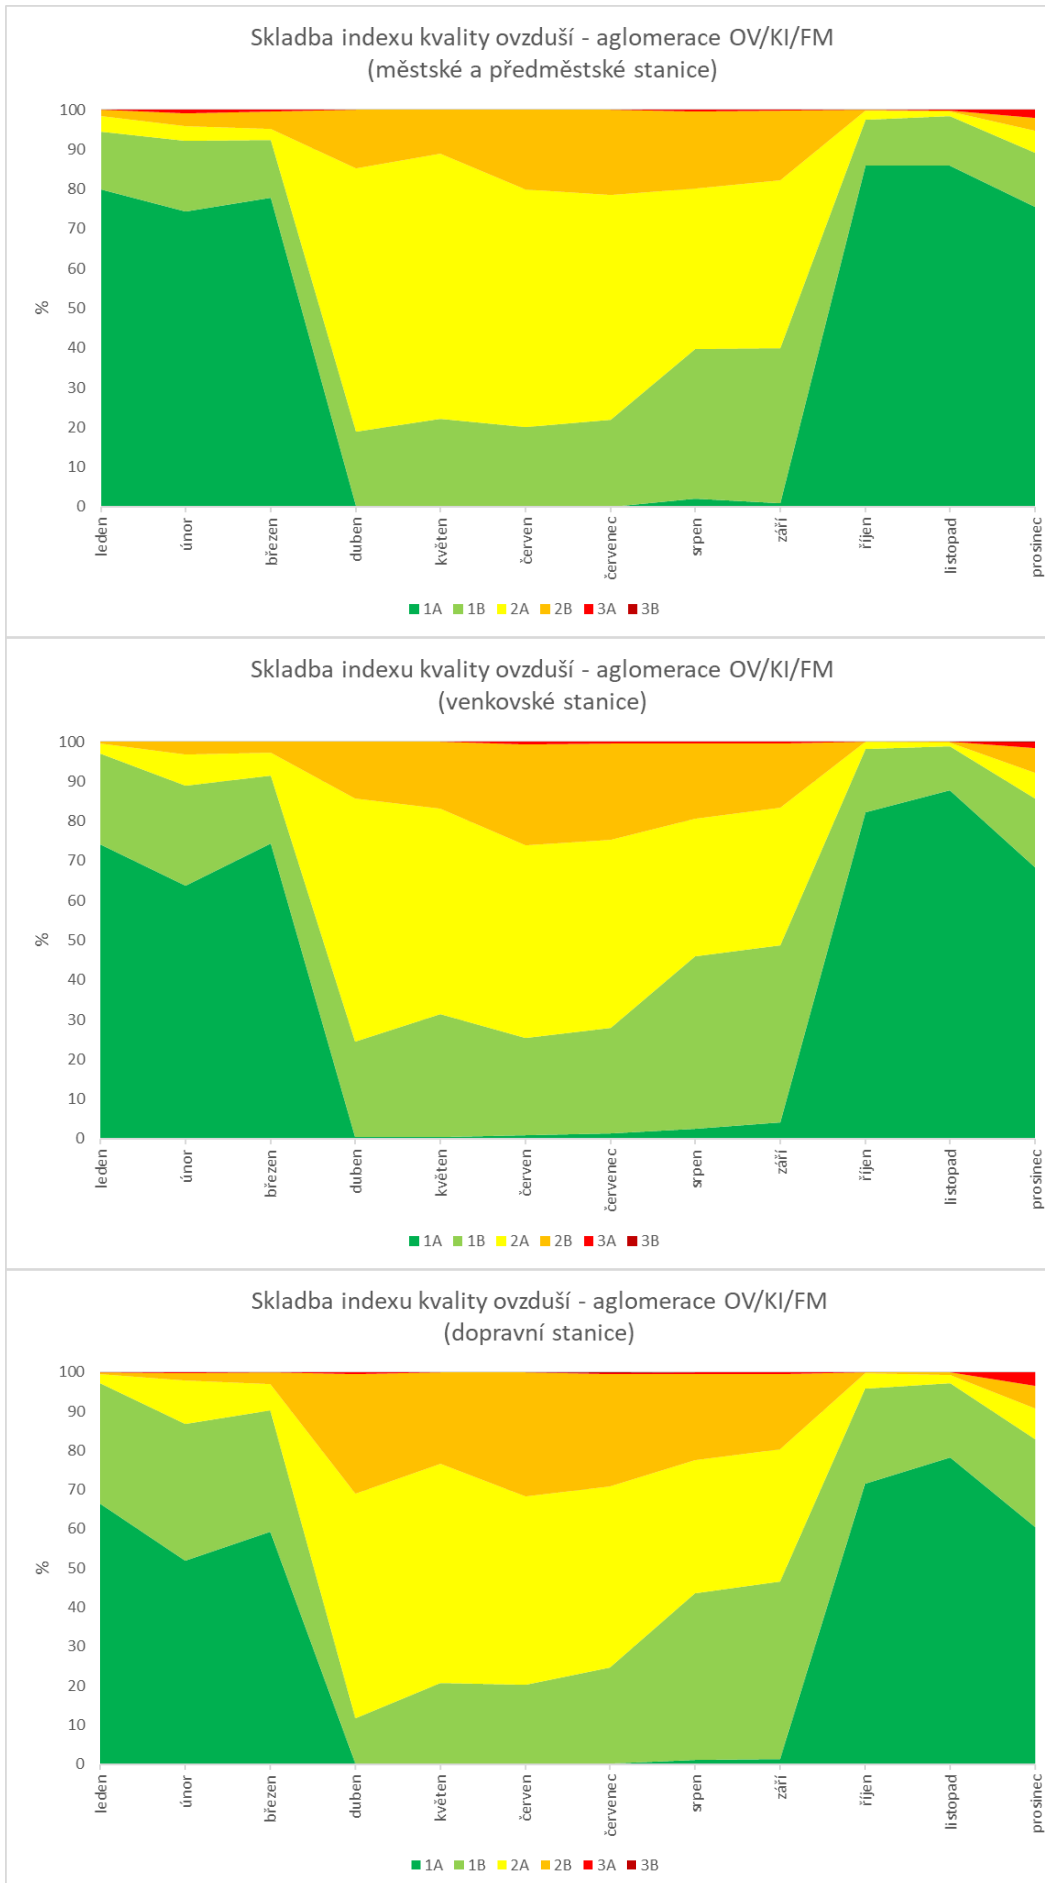 Skladba indexu kvality ovzduší - aglomerace OV/KI/FM
(městské a předměstské stanice)
100
90
80
70
60
50
40
30
20
10
0
%
leden
únor
březen
duben
květen
červen
červenec
srpen
září
říjen
listopad
prosinec
1A 1B 2A 2B 3A 3B
Skladba indexu kvality ovzduší - aglomerace OV/KI/FM
(venkovské stanice)
100
90
80
70
60
50
40
30
20
10
0
%
leden
únor
březen
duben
květen
červen
červenec
srpen
září
říjen
listopad
prosinec
1A 1B 2A 2B 3A 3B
Skladba indexu kvality ovzduší - aglomerace OV/KI/FM
(dopravní stanice)
100
90
80
70
60
50
40
30
20
10
0
%
leden
únor
březen
duben
květen
červen
červenec
srpen
září
říjen
listopad
prosinec
1A 1B 2A 2B 3A 3B